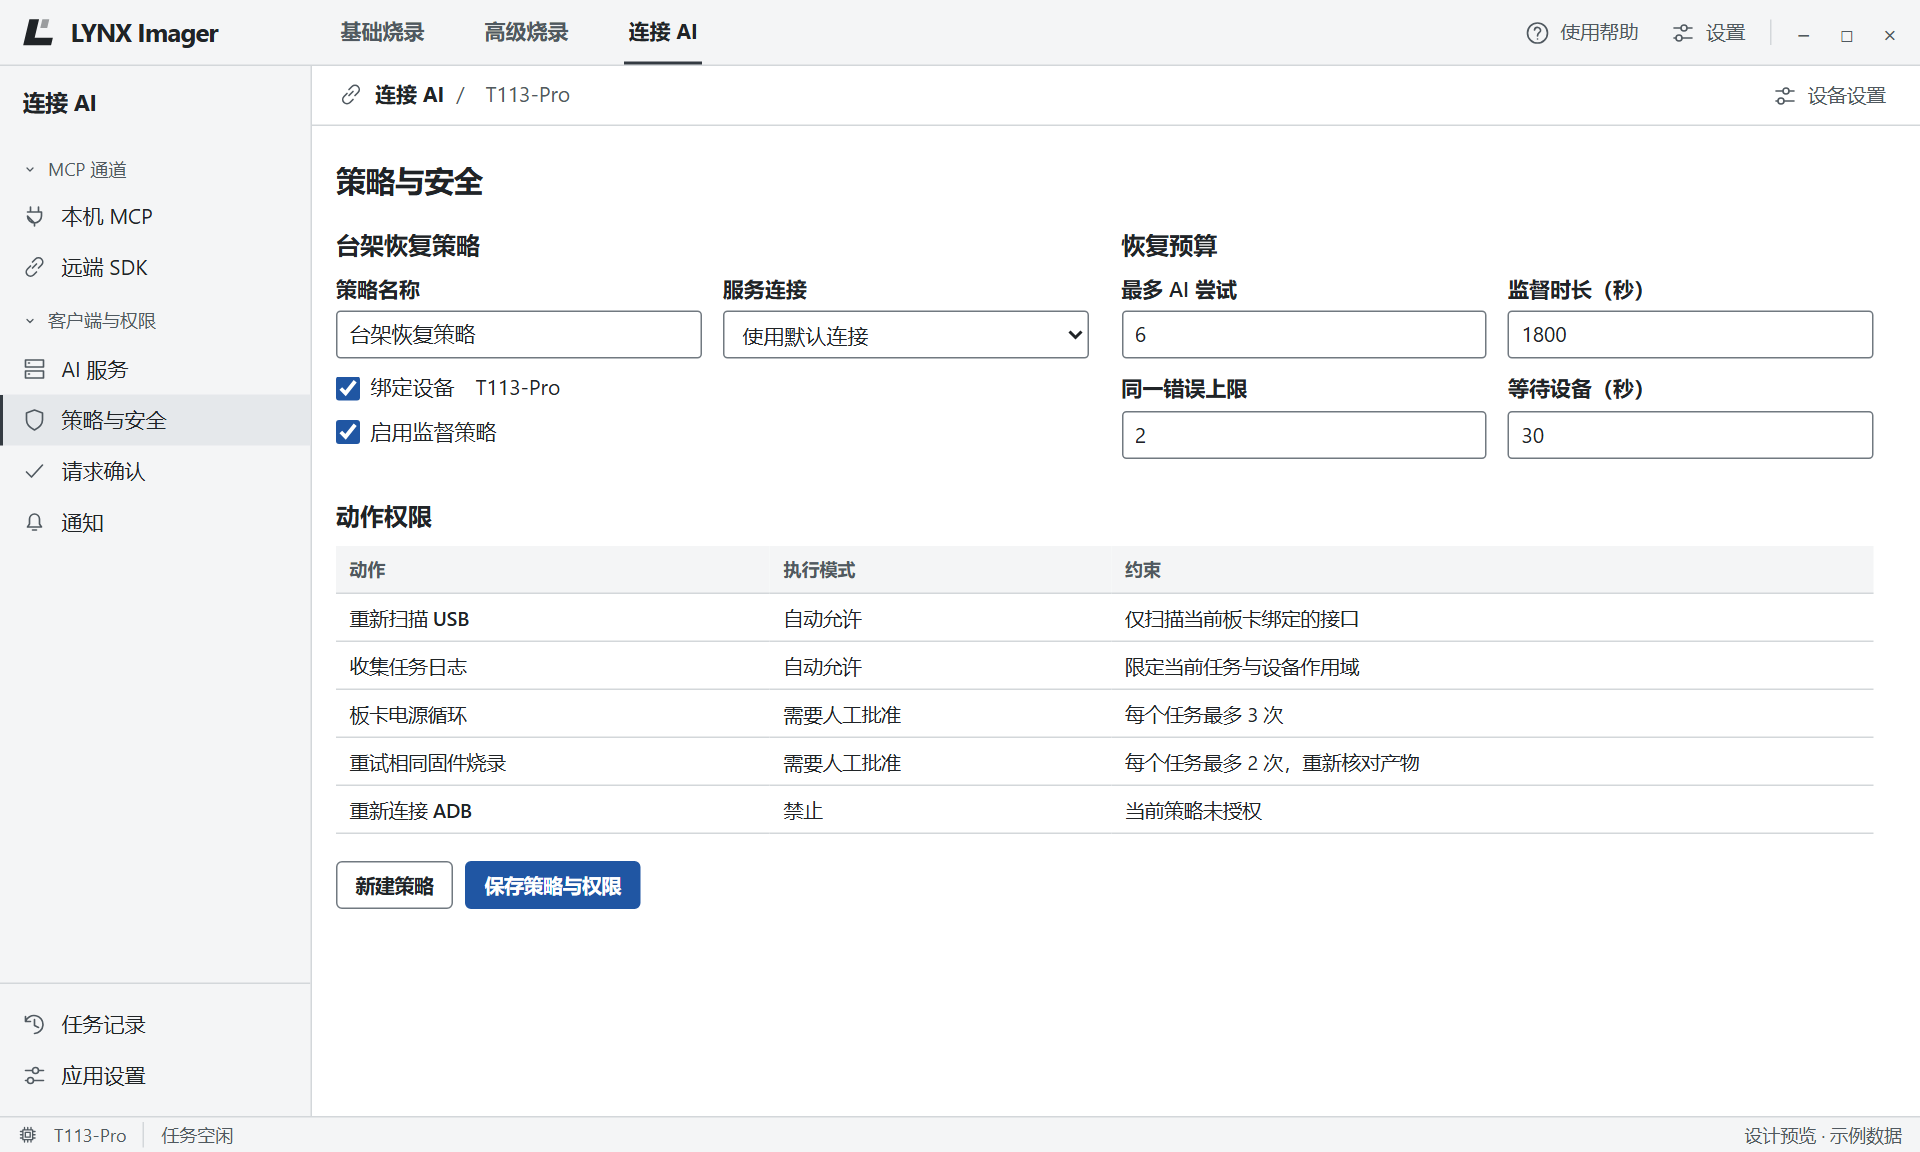 LYNX Imager
基础烧录
高级烧录
连接 AI
使用帮助
设置
连接 AI
MCP 通道
本机 MCP
远端 SDK
客户端与权限
AI 服务
策略与安全
请求确认
通知
任务记录
应用设置
连接 AI / T113-Pro
设备设置
策略与安全
台架恢复策略
策略名称
服务连接
台架恢复策略
使用默认连接
绑定设备 T113-Pro
启用监督策略
恢复预算
最多 AI 尝试
监督时长（秒）
6
1800
同一错误上限
等待设备（秒）
2
30
动作权限
动作 执行模式 约束
重新扫描 USB 自动允许 仅扫描当前板卡绑定的接口
收集任务日志 自动允许 限定当前任务与设备作用域
板卡电源循环 需要人工批准 每个任务最多 3 次
重试相同固件烧录 需要人工批准 每个任务最多 2 次，重新核对产物
重新连接 ADB 禁止 当前策略未授权
新建策略
保存策略与权限
T113-Pro
任务空闲
设计预览 · 示例数据